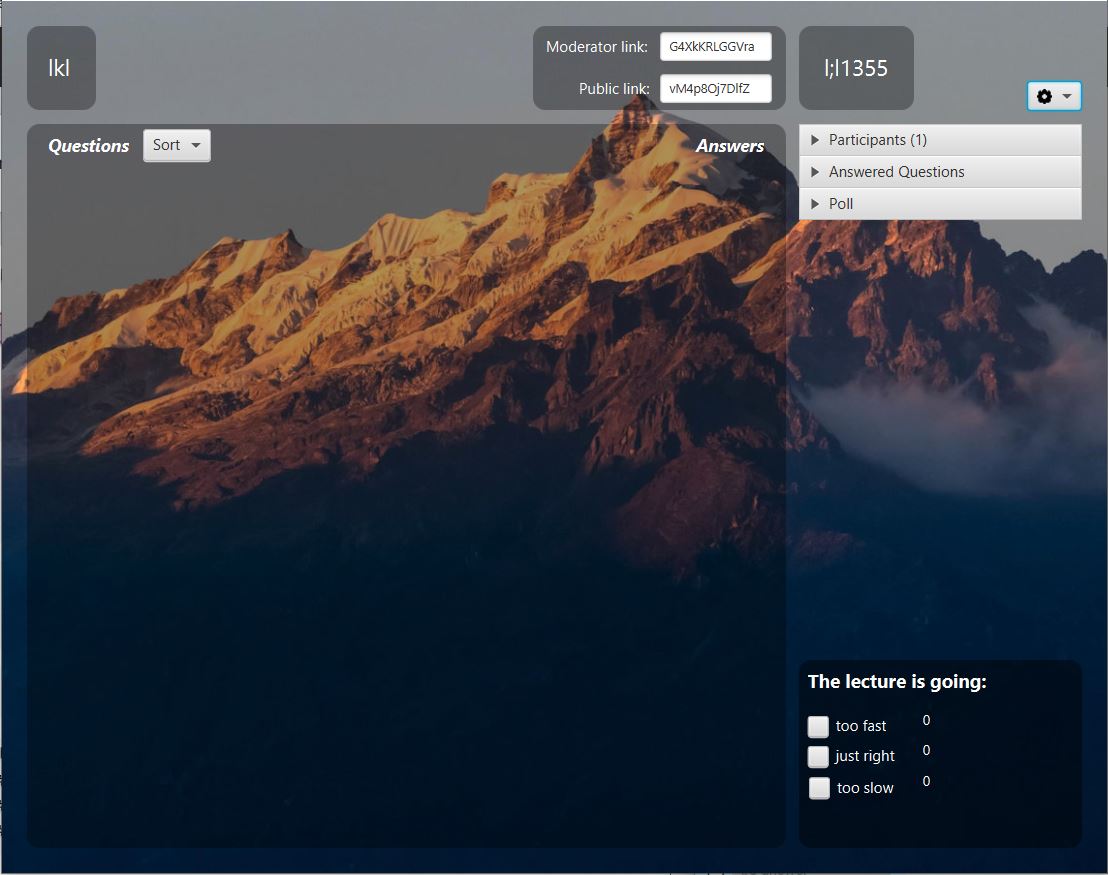 lkl
Moderator link: G4XkKRLGGVra
Public link: vM4p8Oj7DlfZ
l;l1355
Questions Sort Answers
Participants (1)
Answered Questions
Poll
The lecture is going:
too fast 0
just right 0
too slow 0